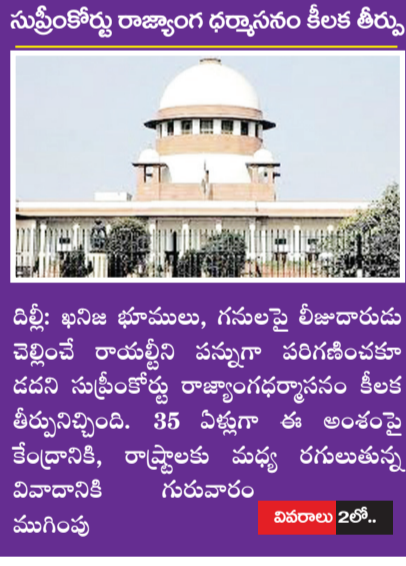 సుప్రీంకోర్టు రాజ్యాంగ ధర్మాసనం కీలక తీర్పు
దిల్లీ: ఖనిజ భూములు, గనులపై లీజుదారుడు
చెల్లించే రాయల్టీని పన్నుగా పరిగణించకూ
డదని సుప్రీంకోర్టు రాజ్యాంగధర్మాసనం కీలక
తీర్పునిచ్చింది. 35 ఏళ్లుగా ఈ అంశంపై
కేంద్రానికి, రాష్ట్రాలకు మధ్య రగులుతున్న
వివాదానికి గురువారం
ముగింపు
వివరాలు 2లో..